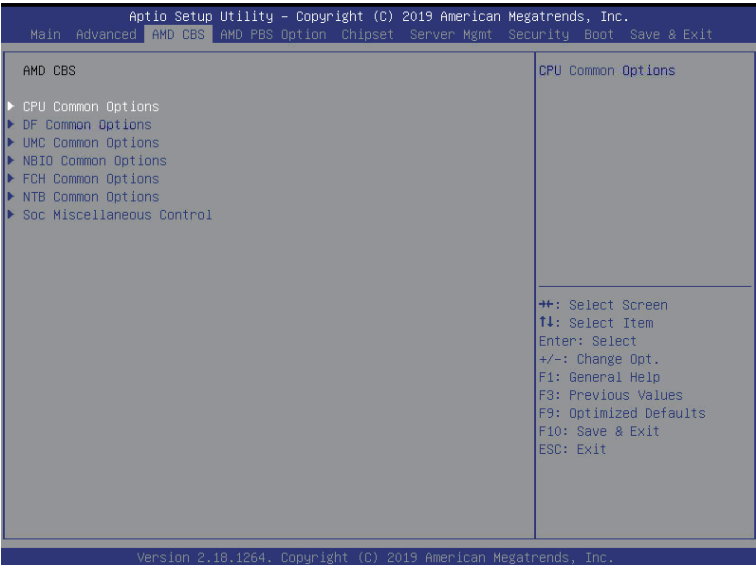 Aptio Setup Utility – Copyright (C) 2019 American Megatrends, Inc.
Main Advanced AMD CBS AMD PBS Option Chipset Server Mgmt Security Boot Save & Exit
AMD CBS
CPU Common Options
DF Common Options
UMC Common Options
NBIO Common Options
FCH Common Options
NTB Common Options
Soc Miscellaneous Control
CPU Common Options
→←: Select Screen
↑↓: Select Item
Enter: Select
+/-: Change Opt.
F1: General Help
F3: Previous Values
F9: Optimized Defaults
F10: Save & Exit
ESC: Exit
Version 2.18.1264. Copyright (C) 2019 American Megatrends, Inc.